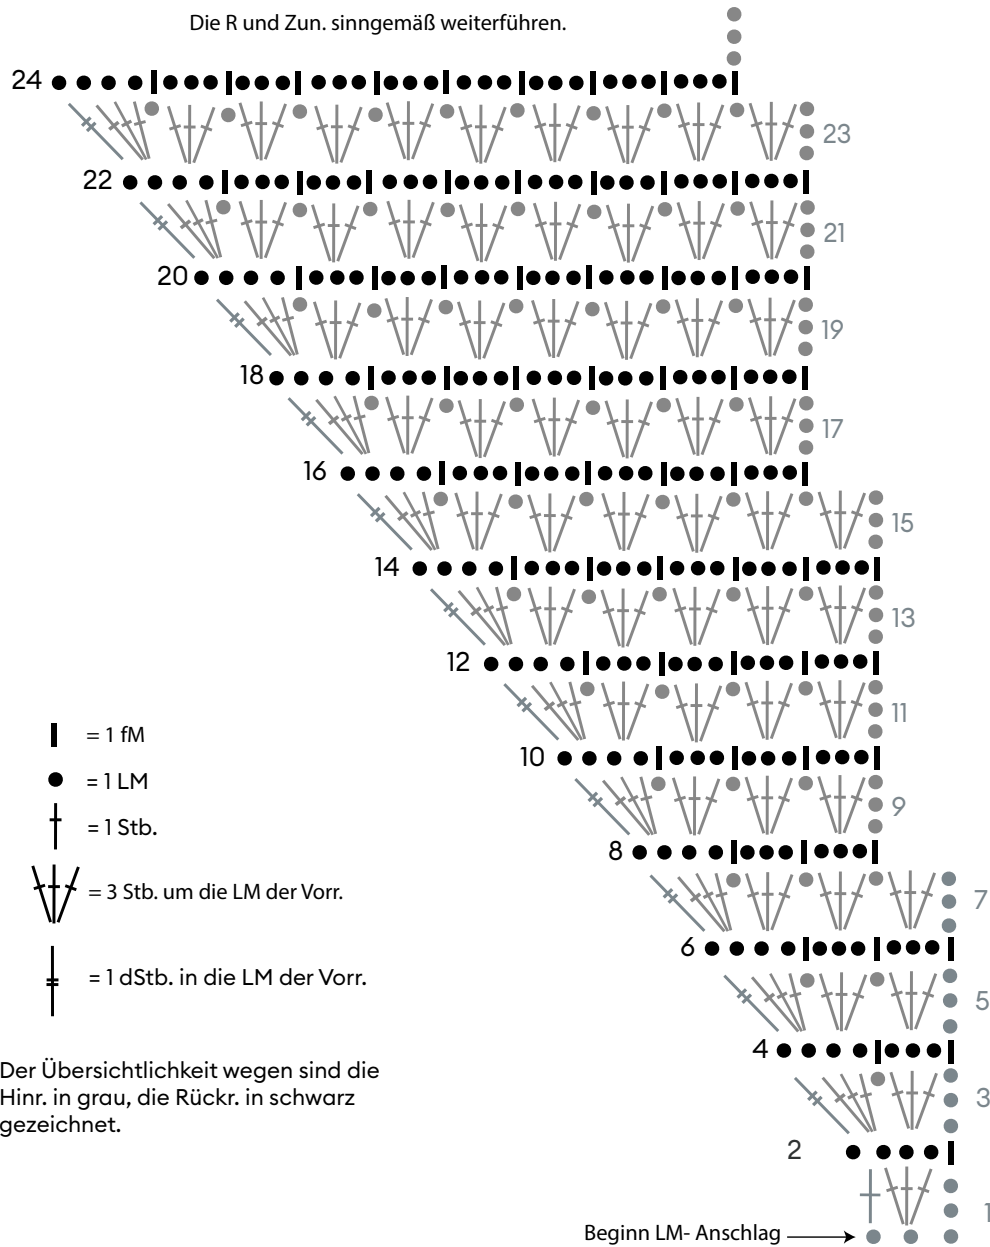 Die R und Zun. sinngemäß weiterführen.
24
23
22
21
20
19
18
17
16
15
14
13
12
11
10
9
8
7
6
5
4
3
2
1
= 1 fM
= 1 LM
= 1 Stb.
= 3 Stb. um die LM der Vorr.
= 1 dStb. in die LM der Vorr.
Der Übersichtlichkeit wegen sind die
Hinr. in grau, die Rückr. in schwarz
gezeichnet.
Beginn LM- Anschlag